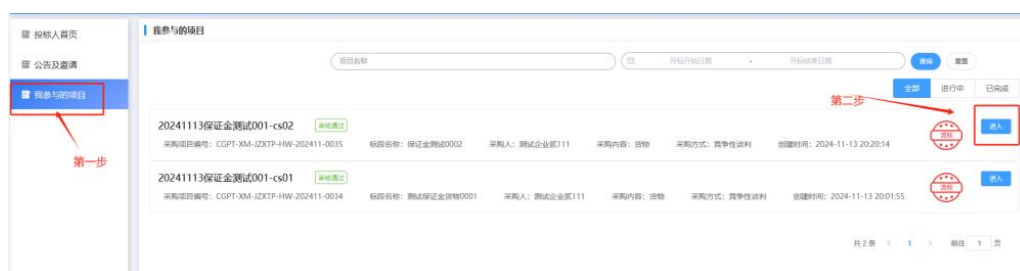 投标人首页
公告及邀请
我参与的项目
第一步
我参与的项目
项目名称
开标开始日期 - 开标结束日期
查询 重置
全部 进行中 已完成
第二步
20241113保证金测试001-cs02 审核通过
采购项目编号：CGPT-XM-JZXTP-HW-202411-0035 标段名称：保证金测试0002 采购人：测试企业贰111 采购内容：货物 采购方式：竞争性谈判 创建时间：2024-11-13 20:20:14
流标
进入
20241113保证金测试001-cs01 审核通过
采购项目编号：CGPT-XM-JZXTP-HW-202411-0034 标段名称：测试保证金货物0001 采购人：测试企业贰111 采购内容：货物 采购方式：竞争性谈判 创建时间：2024-11-13 20:01:55
流标
进入
共 2 条 < 1 > 前往 1 页